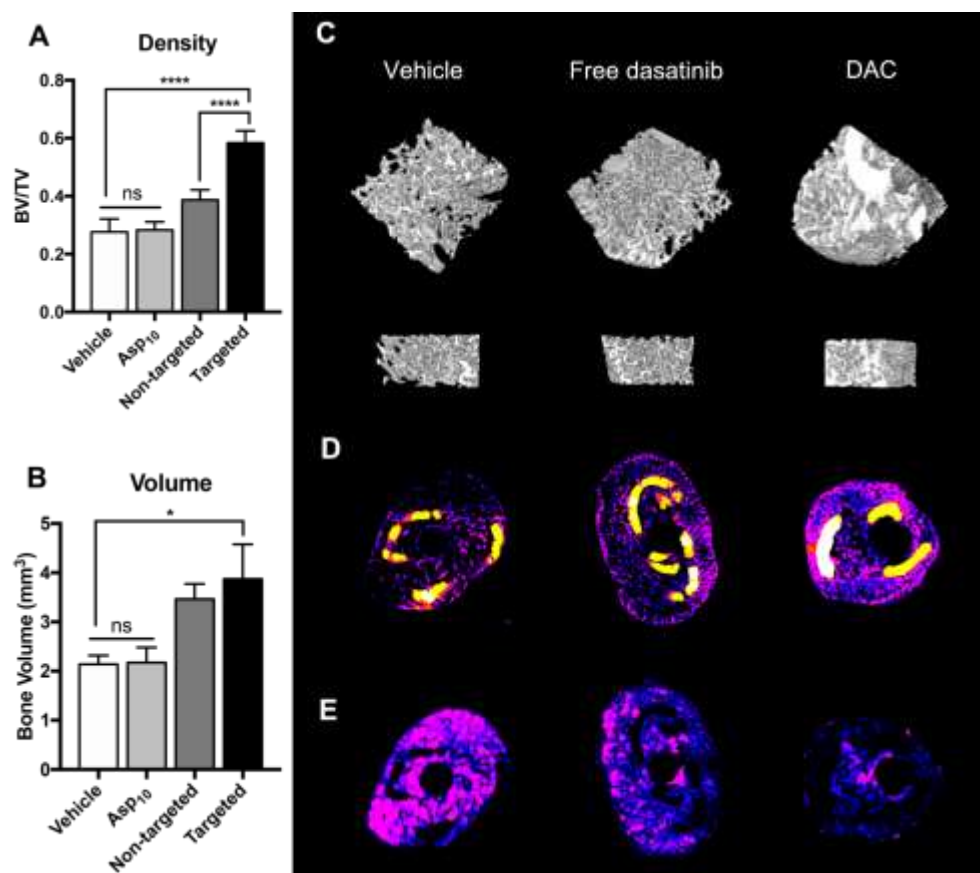 A
Density
BV/TV
0.8
0.6
0.4
0.2
0.0
****
****
ns
Vehicle
Asp₁₀
Non-targeted
Targeted
B
Volume
Bone Volume (mm³)
5
4
3
2
1
0
*
ns
Vehicle
Asp₁₀
Non-targeted
Targeted
C
Vehicle
Free dasatinib
DAC
D
E